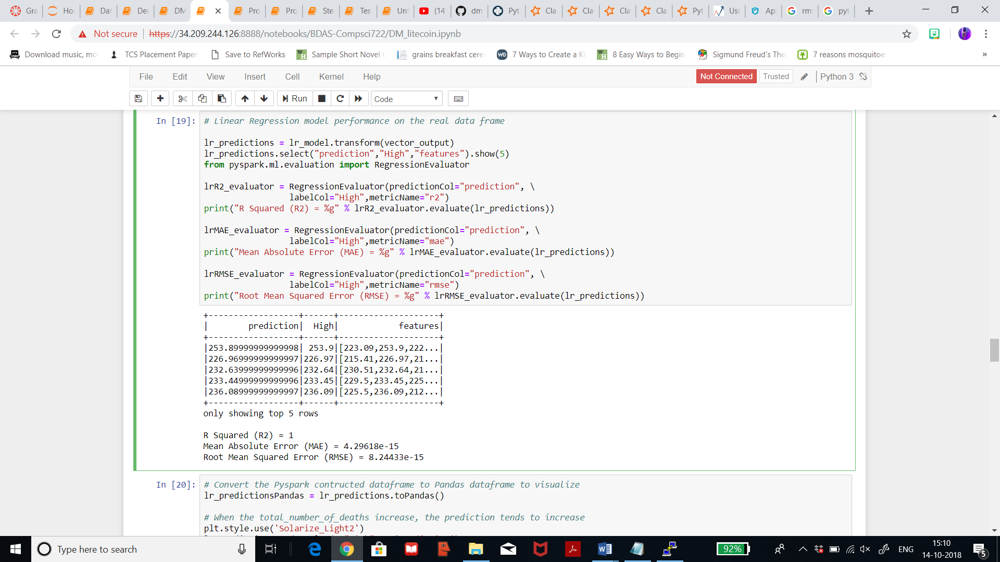 Gra
Ho
Dat
Der
DM
Pro
Pro
Ste
Tes
Unt
(14
dm
Pyt
Cla
Cla
Cla
Cla
Pyt
Usi
Ap
rms
pyt
Not secure
https://34.209.244.126:8888/notebooks/BDAS-Compsci722/DM_litecoin.ipynb
Download music, mo
TCS Placement Paper
Save to RefWorks
Sample Short Novel
grains breakfast cere
7 Ways to Create a Ki
8 Easy Ways to Begin
Sigmund Freud's The
7 reasons mosquitoe
»
File Edit View Insert Cell Kernel Help
Not Connected Trusted Python 3
Run Code
In [19]:
# Linear Regression model performance on the real data frame
lr_predictions = lr_model.transform(vector_output)
lr_predictions.select("prediction","High","features").show(5)
from pyspark.ml.evaluation import RegressionEvaluator
lrR2_evaluator = RegressionEvaluator(predictionCol="prediction", \
labelCol="High",metricName="r2")
print("R Squared (R2) = %g" % lrR2_evaluator.evaluate(lr_predictions))
lrMAE_evaluator = RegressionEvaluator(predictionCol="prediction", \
labelCol="High",metricName="mae")
print("Mean Absolute Error (MAE) = %g" % lrMAE_evaluator.evaluate(lr_predictions))
lrRMSE_evaluator = RegressionEvaluator(predictionCol="prediction", \
labelCol="High",metricName="rmse")
print("Root Mean Squared Error (RMSE) = %g" % lrRMSE_evaluator.evaluate(lr_predictions))
+------------------+------+--------------------+
|        prediction|  High|            features|
+------------------+------+--------------------+
|253.89999999999998| 253.9|[223.09,253.9,222...|
|226.96999999999997|226.97|[215.41,226.97,21...|
|232.63999999999996|232.64|[230.51,232.64,21...|
|233.44999999999996|233.45|[229.5,233.45,225...|
|236.08999999999997|236.09|[225.5,236.09,212...|
+------------------+------+--------------------+
only showing top 5 rows
R Squared (R2) = 1
Mean Absolute Error (MAE) = 4.29618e-15
Root Mean Squared Error (RMSE) = 8.24433e-15
In [20]:
# Convert the Pyspark contructed dataframe to Pandas dataframe to visualize
lr_predictionsPandas = lr_predictions.toPandas()
# When the total_number_of_deaths increase, the prediction tends to increase
plt.style.use('Solarize_Light2')
Type here to search
92%
ENG
15:10
14-10-2018
5